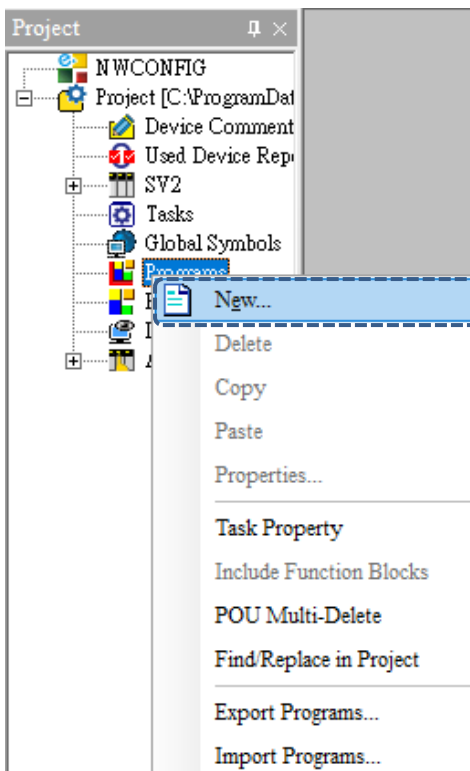 Project
NWCONFIG
Project [C:\ProgramDat
Device Comment
Used Device Rep
SV2
Tasks
Global Symbols
Programs
New...
Delete
Copy
Paste
Properties...
Task Property
Include Function Blocks
POU Multi-Delete
Find/Replace in Project
Export Programs...
Import Programs...